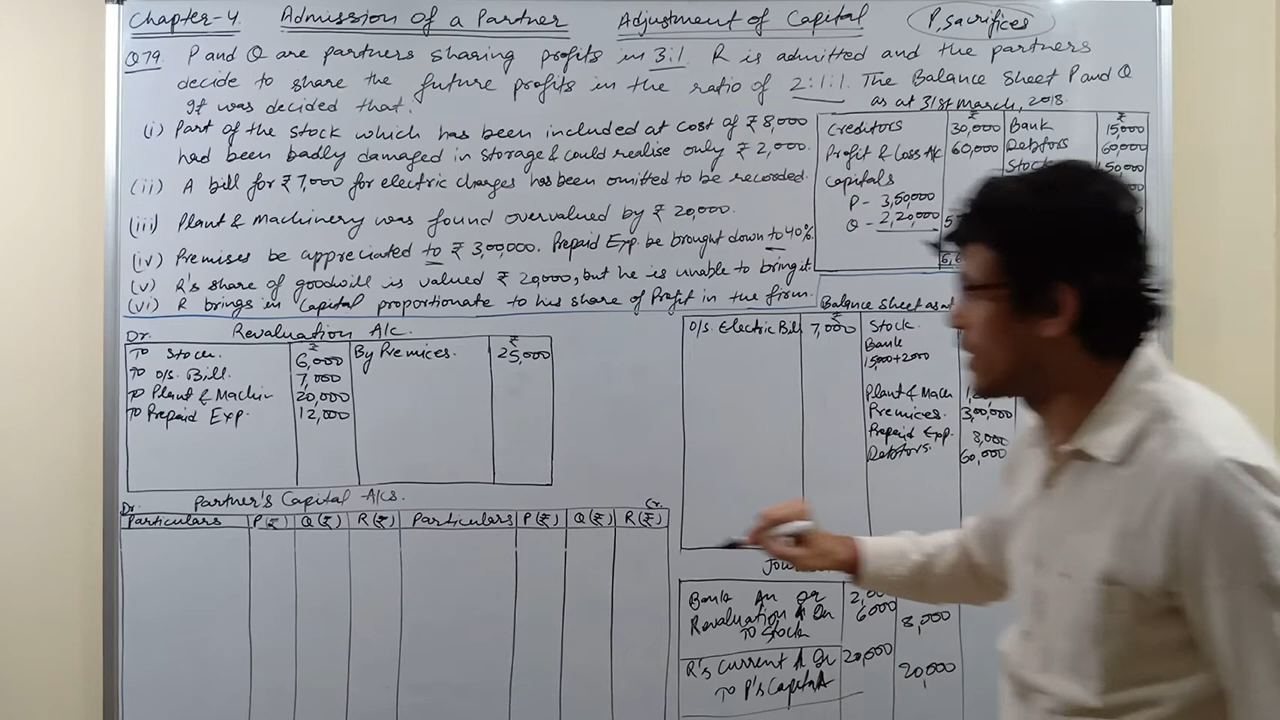 Chapter-4. Admission of a Partner Adjustment of Capital P, sacrifices
Q79. P and Q are partners sharing profits in 3:1. R is admitted and the partners
decide to share the future profits in the ratio of 2:1:1. The Balance Sheet P and Q
as at 31st March, 2018.
It was decided that:
(i) Part of the stock which has been included at cost of ₹ 8,000
had been badly damaged in storage & could realise only ₹ 2,000.
(ii) A bill for ₹ 7,000 for electric charges has been omitted to be recorded.
(iii) Plant & Machinery was found overvalued by ₹ 20,000.
(iv) Premises be appreciated to ₹ 3,00,000. Prepaid Exp. be brought down to 40%.
(v) R's share of goodwill is valued ₹ 20,000, but he is unable to bring it.
(vi) R brings in Capital proportionate to his share of Profit in the firm.
₹ ₹
Creditors 30,000 Bank 15,000
Profit & Loss A/c 60,000 Debtors 60,000
Capitals Stock
P - 3,50,000
Q - 2,20,000
Dr. Revaluation A/c.
₹ ₹
To Stock. 6,000 By Premices. 25,000
To O/s. Bill. 7,000
To Plant & Machin 20,000
To Prepaid Exp. 12,000
Balance Sheet as at
₹
O/s. Electric Bill 7,000 Stock.
Bank
15,000+2000
Plant & Mach
Premices. 3,00,000
Prepaid Exp. 8,000
Debtors. 60,000
Partner's Capital A/cs.
Dr. Cr.
Particulars P(₹) Q(₹) R(₹) Particulars P(₹) Q(₹) R(₹)
Bank A/c Dr
Revaluation A Dr 6000
To Stock 8,000
R's Current A Dr 20,000
To P's Capital A 20,000